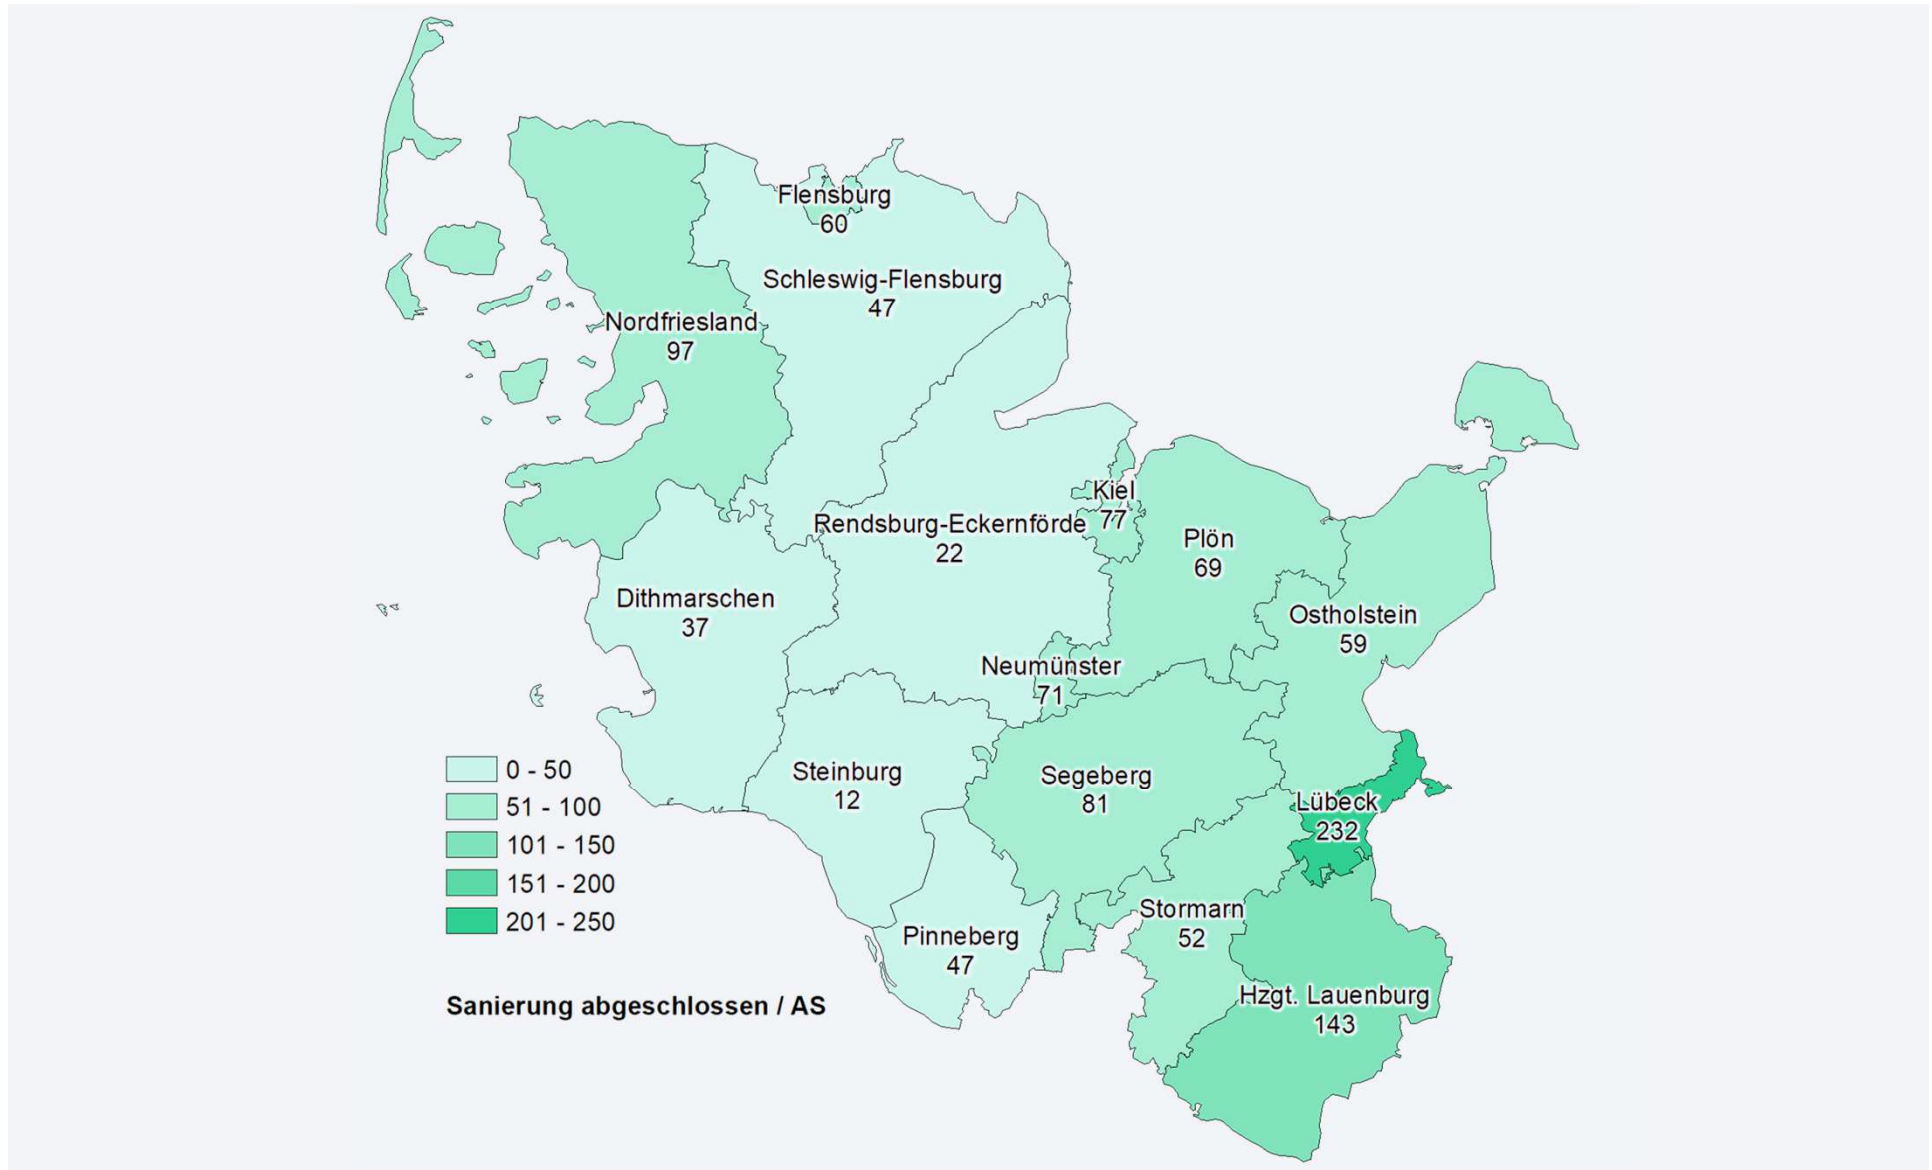 Flensburg
60
Schleswig-Flensburg
47
Nordfriesland
97
Kiel
77
Rendsburg-Eckernförde
22
Plön
69
Dithmarschen
37
Ostholstein
59
Neumünster
71
Steinburg
12
Segeberg
81
Lübeck
232
Stormarn
52
Pinneberg
47
Hzgt. Lauenburg
143
0 - 50
51 - 100
101 - 150
151 - 200
201 - 250
Sanierung abgeschlossen / AS